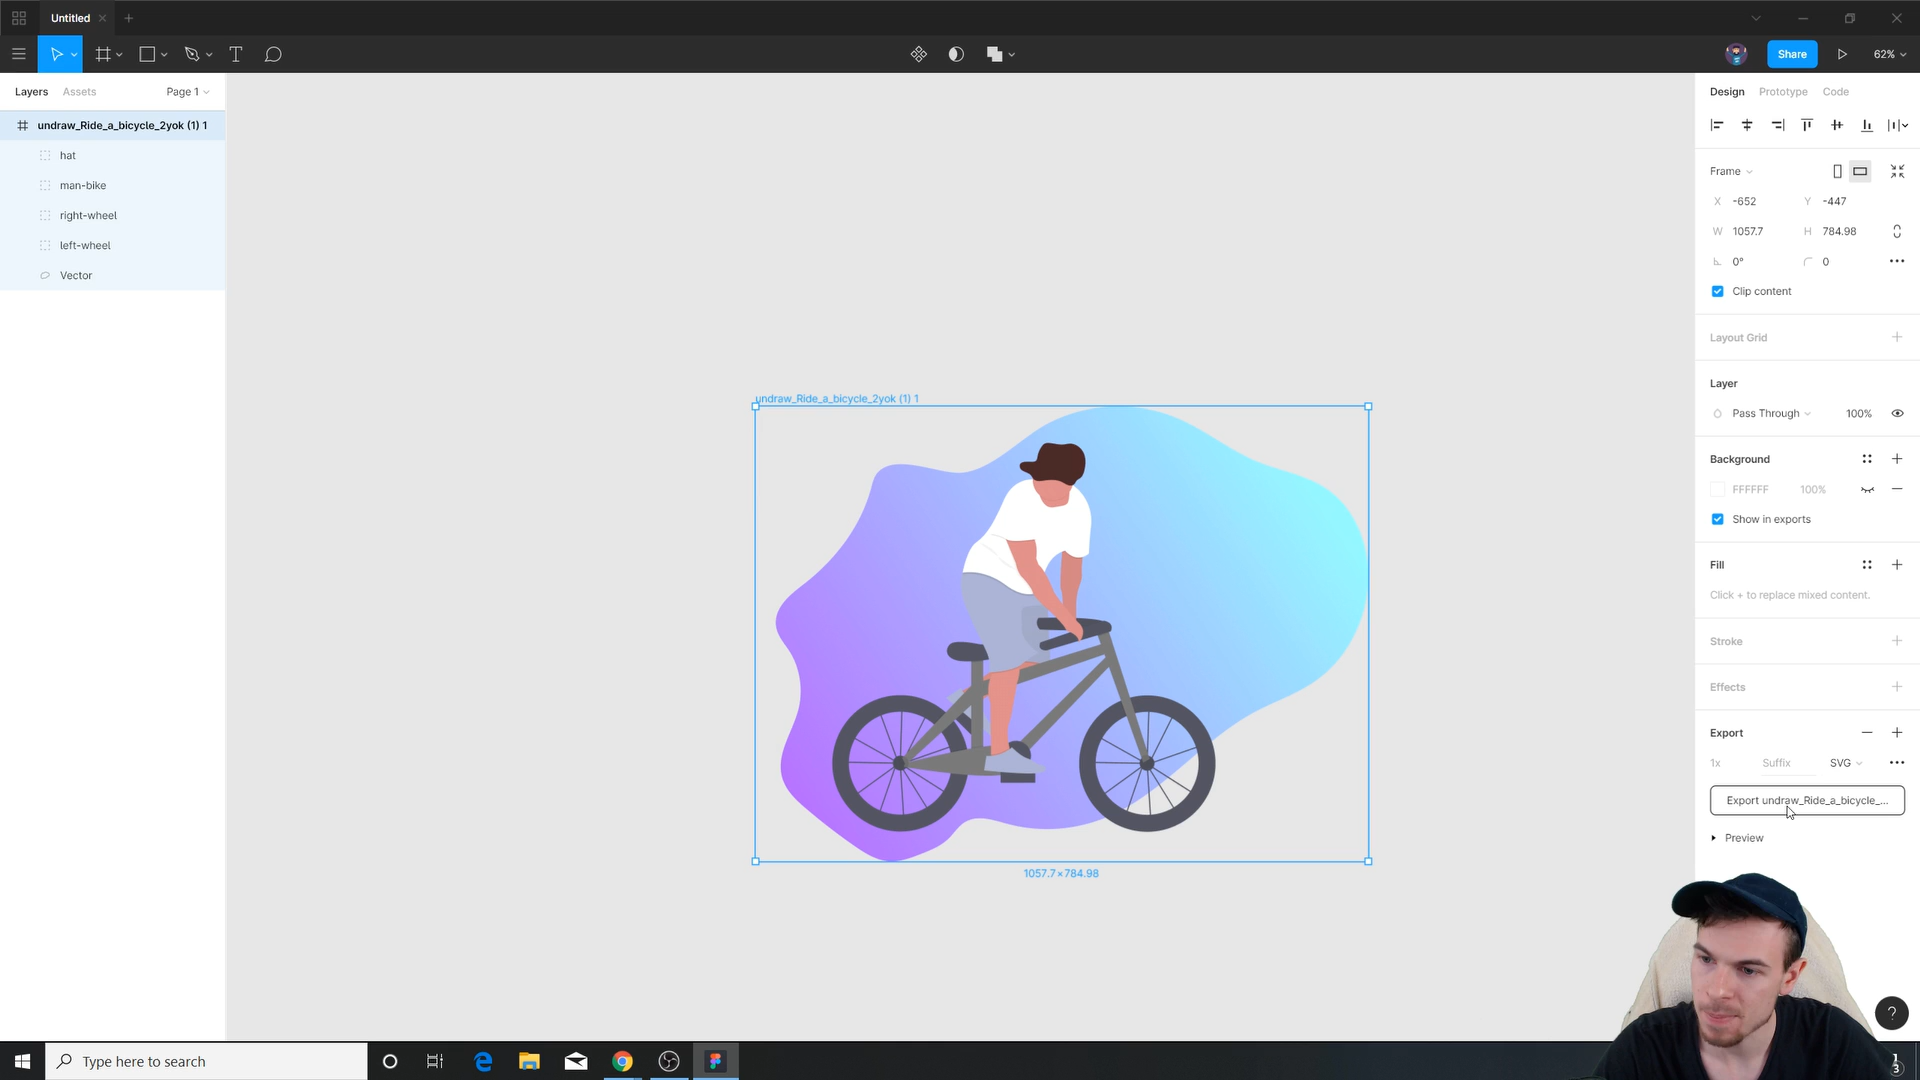 Untitled
Share
62%
Layers
Assets
Page 1
undraw_Ride_a_bicycle_2yok (1) 1
hat
man-bike
right-wheel
left-wheel
Vector
undraw_Ride_a_bicycle_2yok (1) 1
1057.7 × 784.98
Design
Prototype
Code
Frame
X -652
Y -447
W 1057.7
H 784.98
0°
0
Clip content
Layout Grid
Layer
Pass Through
100%
Background
FFFFFF
100%
Show in exports
Fill
Click + to replace mixed content.
Stroke
Effects
Export
1x
Suffix
SVG
Export undraw_Ride_a_bicycle_...
Preview
?
Type here to search
3